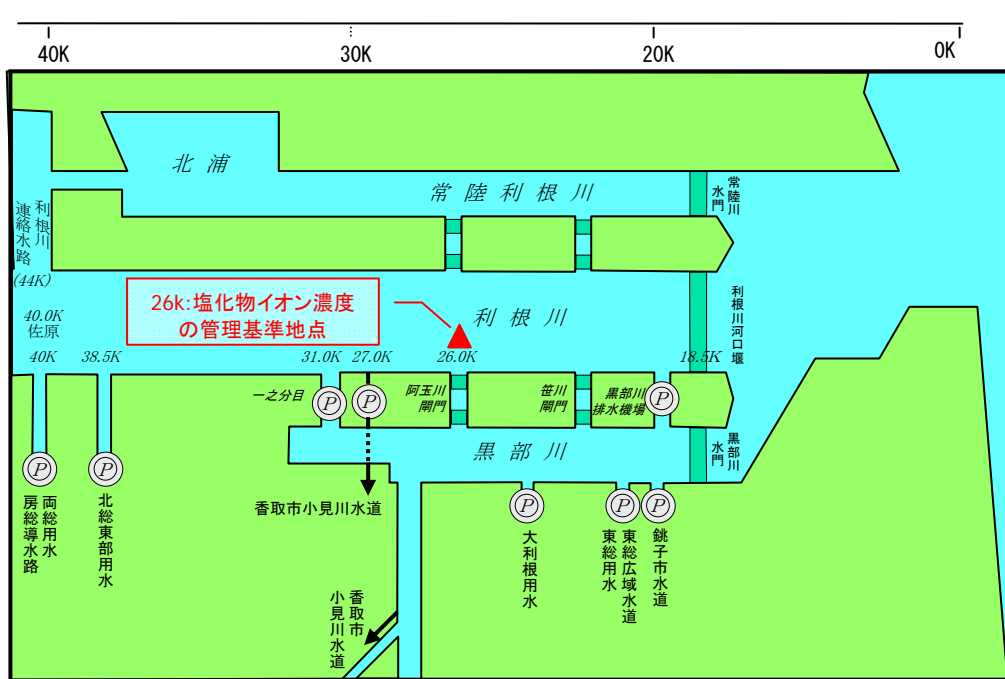 40K
30K
20K
0K
北浦
常陸利根川
常陸川
水門
利根川
連絡水路
(44K)
26k:塩化物イオン濃度
の管理基準地点
利根川
利根川河口堰
40.0K
佐原
40K
38.5K
31.0K
27.0K
26.0K
18.5K
一之分目
P
P
阿玉川
閘門
笹川
閘門
黒部川
排水機場
P
黒部川
黒部川
水門
P
P
香取市小見川水道
P
P
P
両総用水
房総導水路
北総東部用水
大利根用水
東総広域水道
東総用水
銚子市水道
香取市
小見川水道